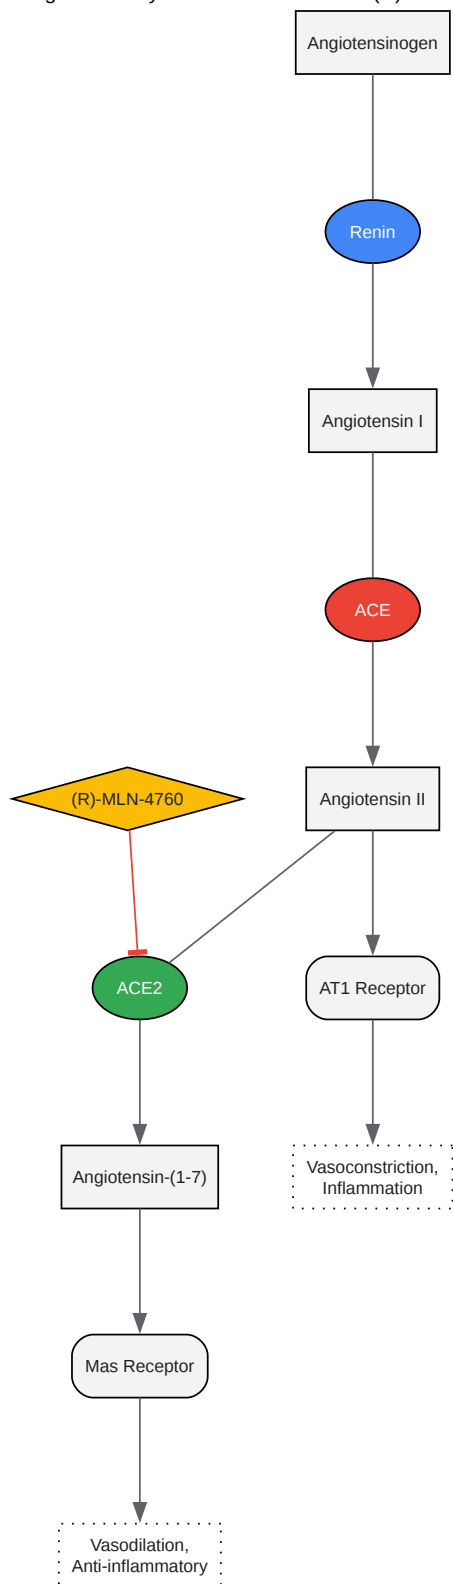 Angiotensinogen
Renin
Angiotensin I
ACE
(R)-MLN-4760
Angiotensin II
ACE2
AT1 Receptor
Angiotensin-(1-7)
Vasoconstriction,
Inflammation
Mas Receptor
Vasodilation,
Anti-inflammatory